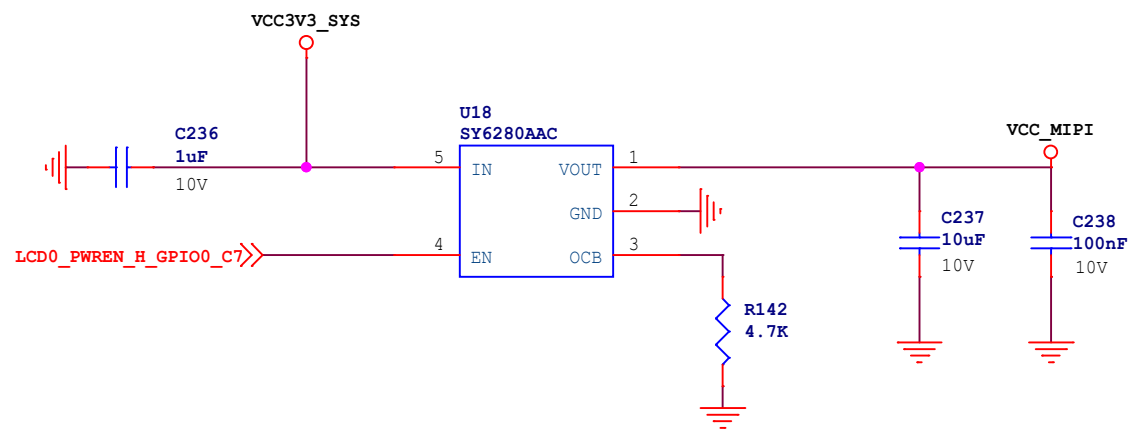 VCC3V3_SYS
U18
SY6280AAC
C236
1uF
10V
VCC_MIPI
5
IN
VOUT
1
GND
2
LCD0_PWREN_H_GPIO0_C7
4
EN
OCB
3
C237
10uF
10V
C238
100nF
10V
R142
4.7K